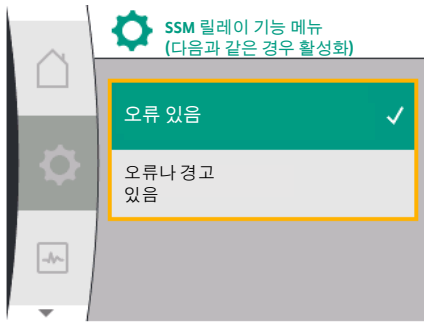 SSM 릴레이 기능 메뉴
(다음과 같은 경우 활성화)
오류 있음
오류나 경고
있음